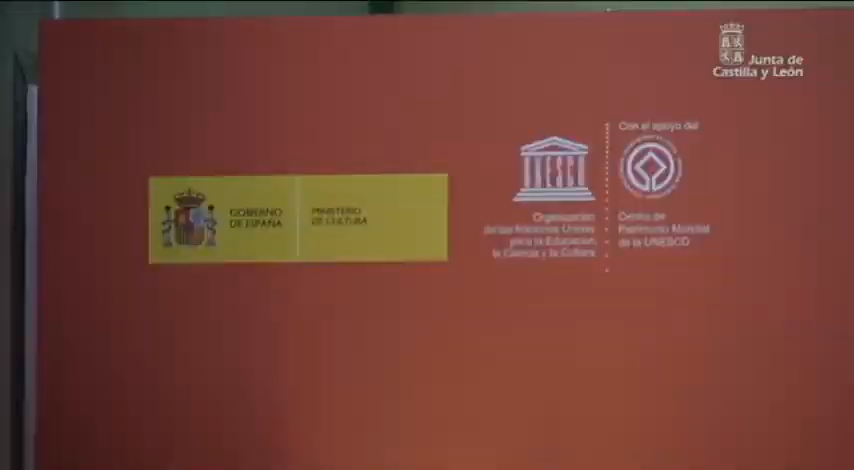 Junta de
Castilla y León
GOBIERNO
DE ESPAÑA
MINISTERIO
DE CULTURA
UNESCO
Organización
de las Naciones Unidas
para la Educación,
la Ciencia y la Cultura
Con el apoyo del
Centro de
Patrimonio Mundial
de la UNESCO